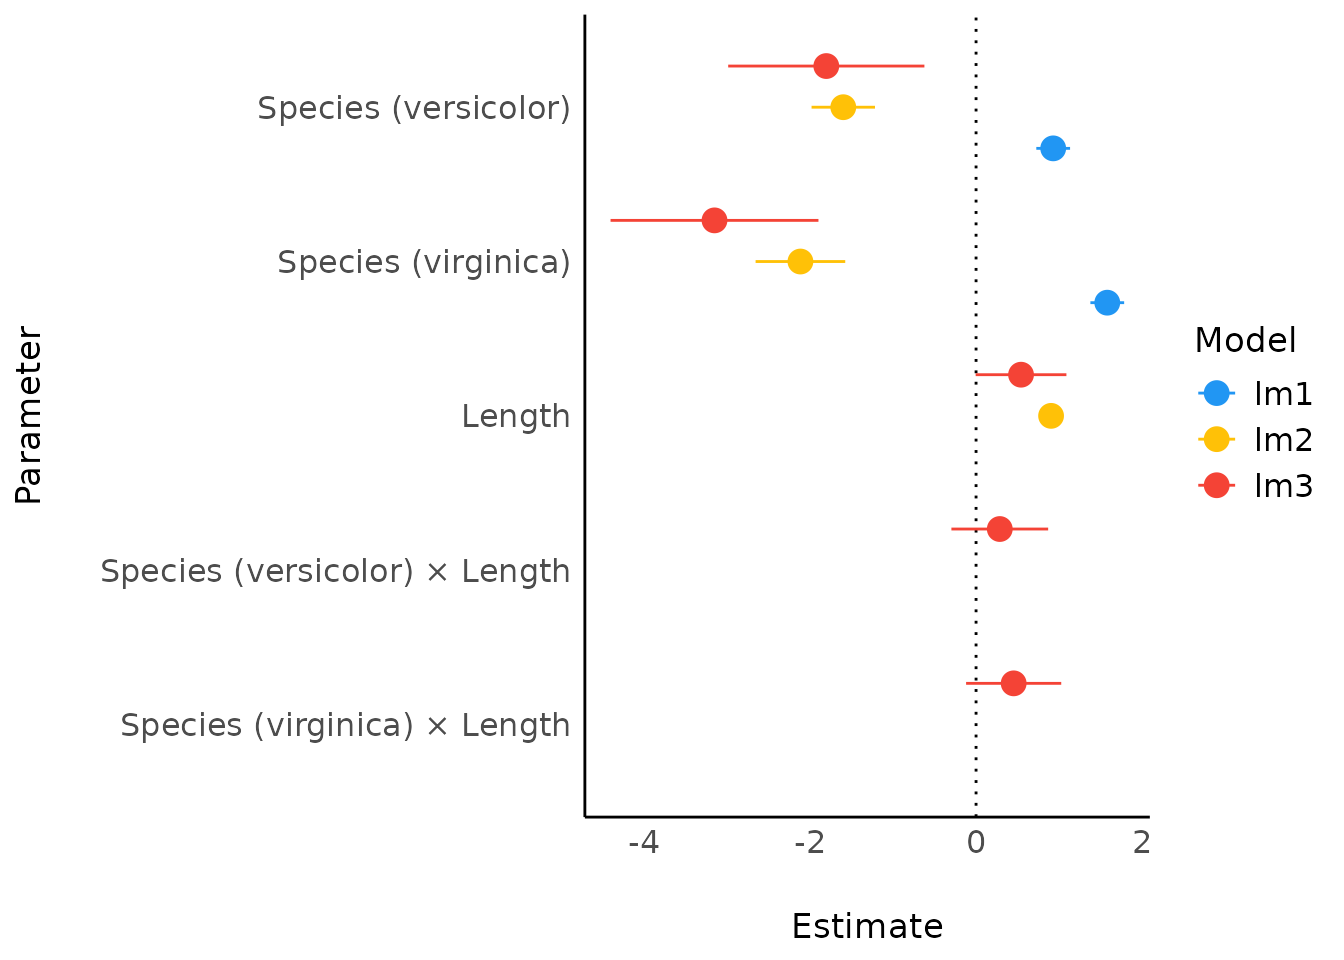 Species (versicolor)
Species (virginica)
Length
Species (versicolor) × Length
Species (virginica) × Length
Parameter
-4 -2 0 2
Estimate
Model
lm1
lm2
lm3